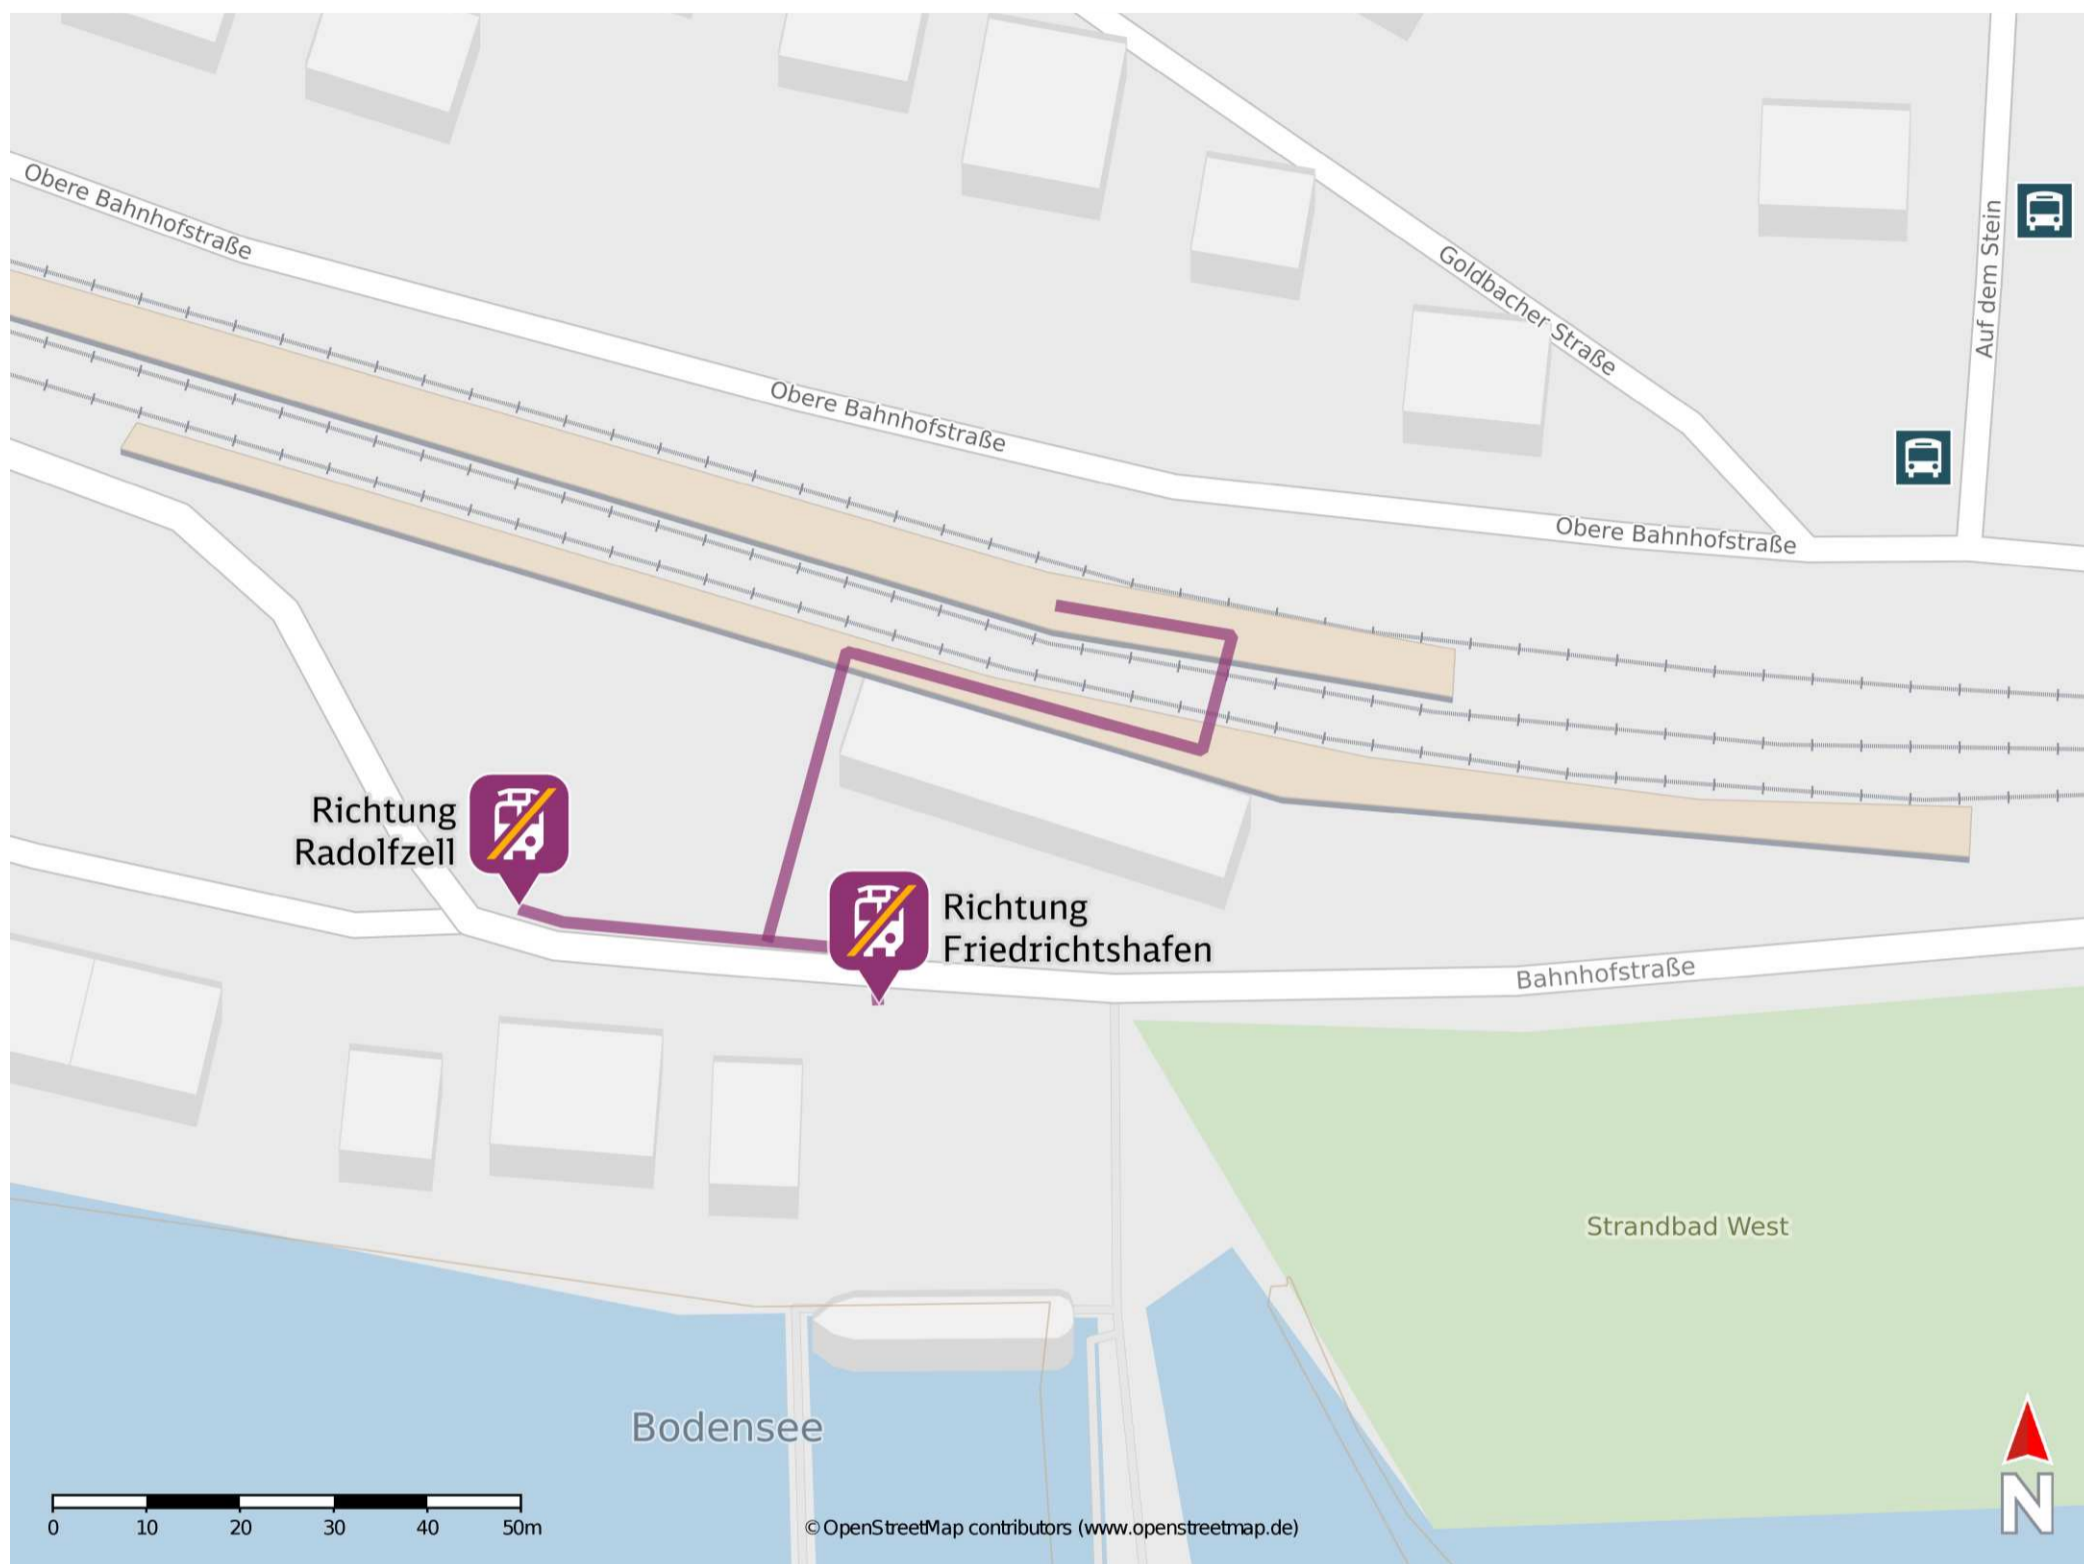 Obere Bahnhofstraße
Auf dem Stein
Goldbacher Straße
Obere Bahnhofstraße
Obere Bahnhofstraße
Richtung
Radolfzell
Richtung
Friedrichtshafen
Bahnhofstraße
Strandbad West
Bodensee
0 10 20 30 40 50m
© OpenStreetMap contributors (www.openstreetmap.de)
N